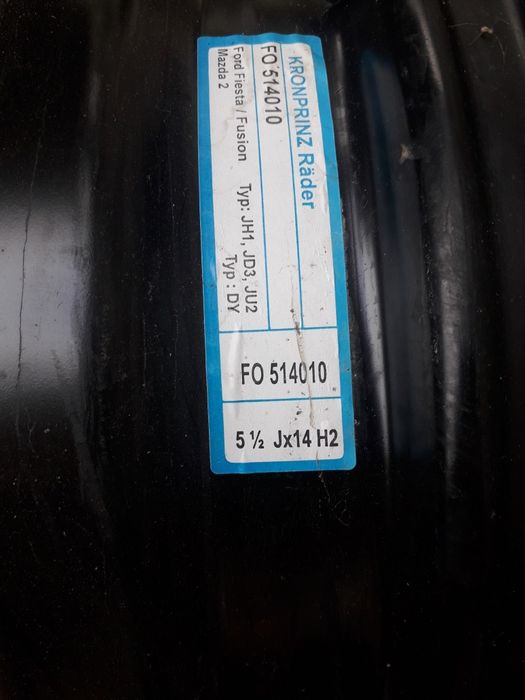 KRONPRINZ Räder
FO 514010
Ford Fiesta / Fusion Typ: JH1, JD3, JU2
Mazda 2 Typ : DY
FO 514010
5 ½ Jx14 H2